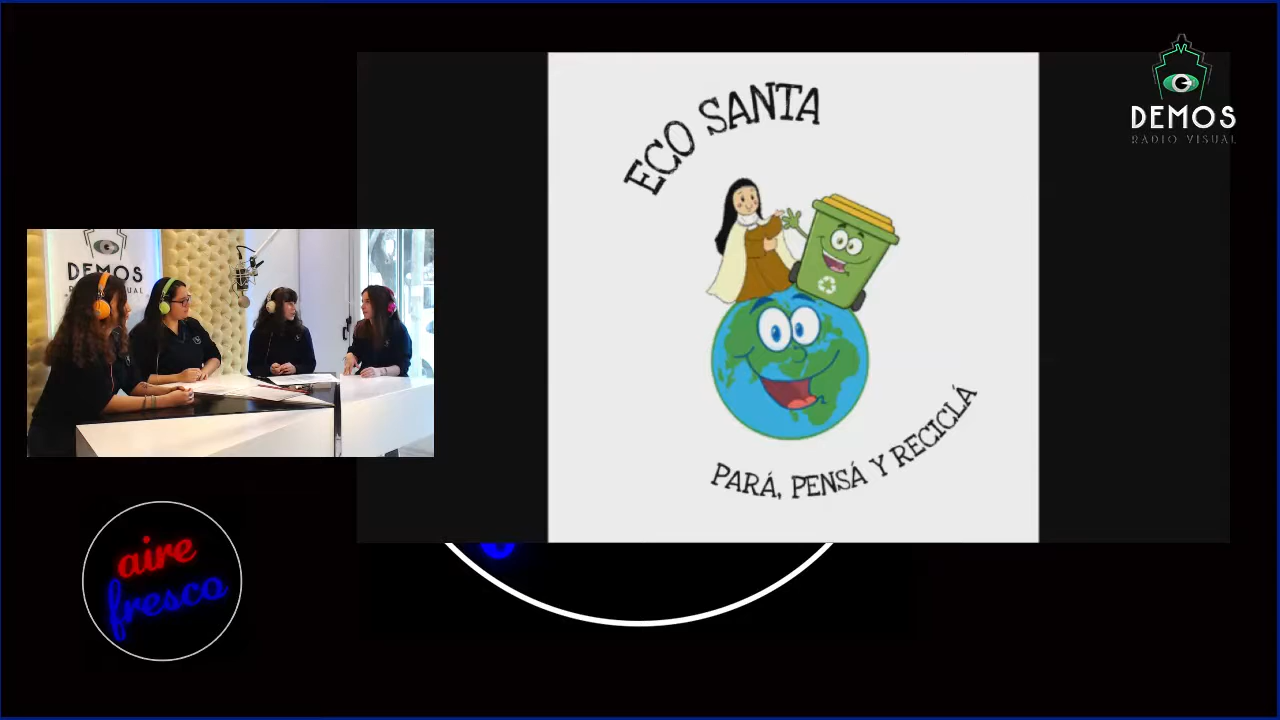 ECO SANTA
PARÁ, PENSÁ Y RECICLÁ
DEMOS
RADIO VISUAL
DEMOS
aire
fresco